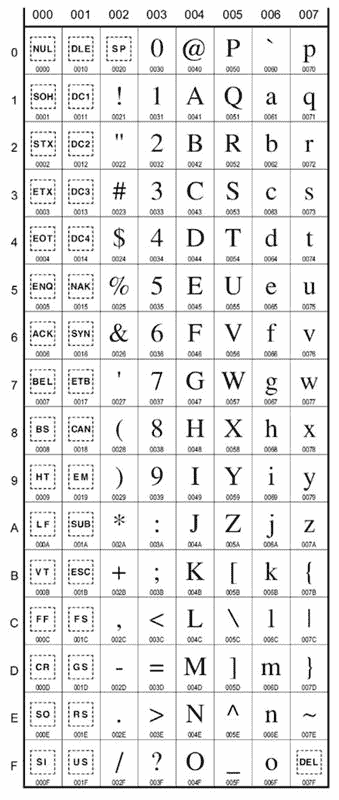 000 001 002 003 004 005 006 007
0 NUL DLE SP 0 @ P ` p
0000 0010 0020 0030 0040 0050 0060 0070
1 SOH DC1 ! 1 A Q a q
0001 0011 0021 0031 0041 0051 0061 0071
2 STX DC2 " 2 B R b r
0002 0012 0022 0032 0042 0052 0062 0072
3 ETX DC3 # 3 C S c s
0003 0013 0023 0033 0043 0053 0063 0073
4 EOT DC4 $ 4 D T d t
0004 0014 0024 0034 0044 0054 0064 0074
5 ENQ NAK % 5 E U e u
0005 0015 0025 0035 0045 0055 0065 0075
6 ACK SYN & 6 F V f v
0006 0016 0026 0036 0046 0056 0066 0076
7 BEL ETB ' 7 G W g w
0007 0017 0027 0037 0047 0057 0067 0077
8 BS CAN ( 8 H X h x
0008 0018 0028 0038 0048 0058 0068 0078
9 HT EM ) 9 I Y i y
0009 0019 0029 0039 0049 0059 0069 0079
A LF SUB * : J Z j z
000A 001A 002A 003A 004A 005A 006A 007A
B VT ESC + ; K [ k {
000B 001B 002B 003B 004B 005B 006B 007B
C FF FS , < L \ l |
000C 001C 002C 003C 004C 005C 006C 007C
D CR GS - = M ] m }
000D 001D 002D 003D 004D 005D 006D 007D
E SO RS . > N ^ n ~
000E 001E 002E 003E 004E 005E 006E 007E
F SI US / ? O _ o DEL
000F 001F 002F 003F 004F 005F 006F 007F